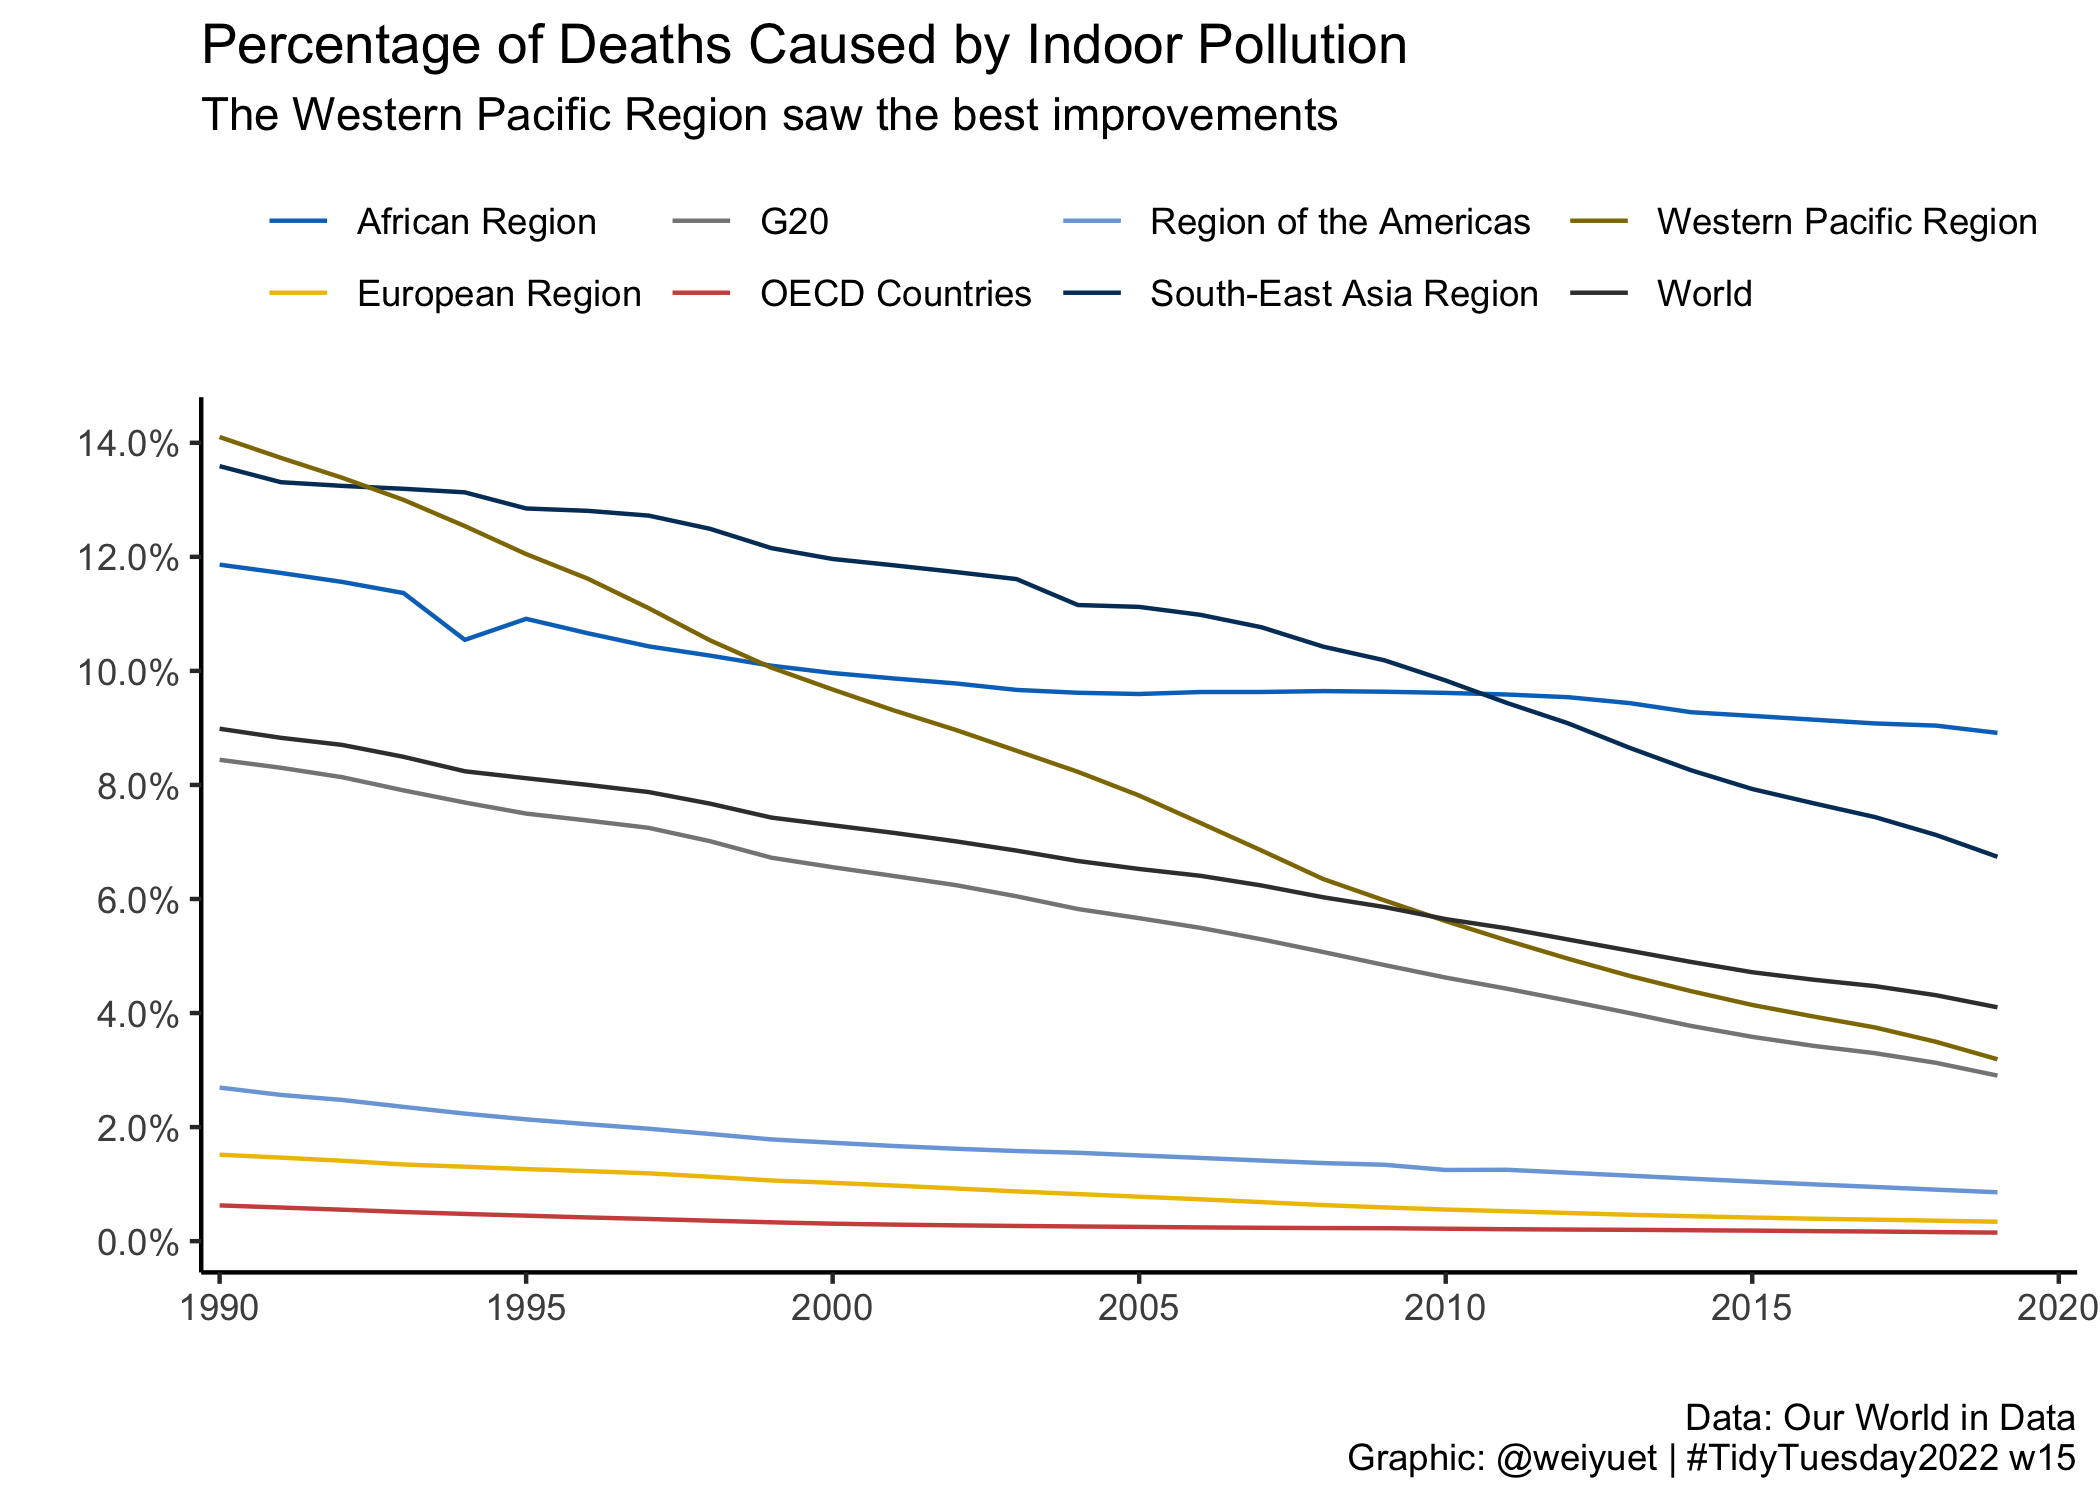 Percentage of Deaths Caused by Indoor Pollution
The Western Pacific Region saw the best improvements
African Region G20 Region of the Americas Western Pacific Region
European Region OECD Countries South-East Asia Region World
14.0%
12.0%
10.0%
8.0%
6.0%
4.0%
2.0%
0.0%
1990 1995 2000 2005 2010 2015 2020
Data: Our World in Data
Graphic: @weiyuet | #TidyTuesday2022 w15